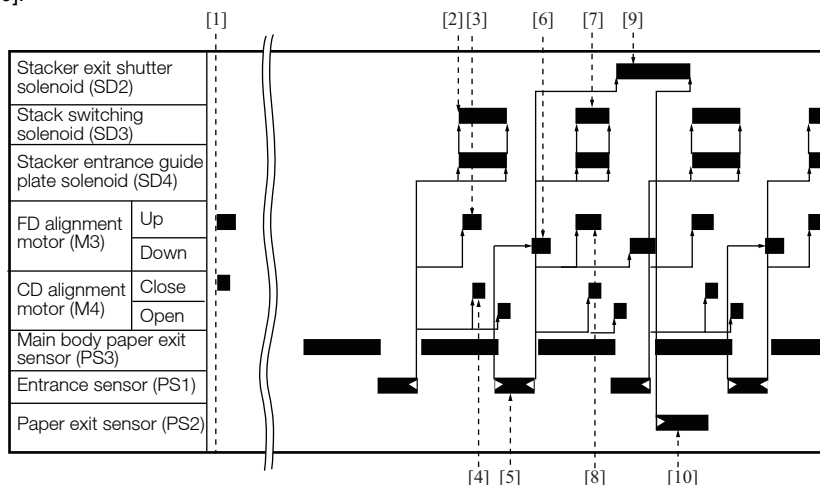 [1] [2] [3] [6] [7] [9]
Stacker exit shutter
solenoid (SD2)
Stack switching
solenoid (SD3)
Stacker entrance guide
plate solenoid (SD4)
FD alignment
motor (M3)
Up
Down
CD alignment
motor (M4)
Close
Open
Main body paper exit
sensor (PS3)
Entrance sensor (PS1)
Paper exit sensor (PS2)
[4] [5] [8] [10]